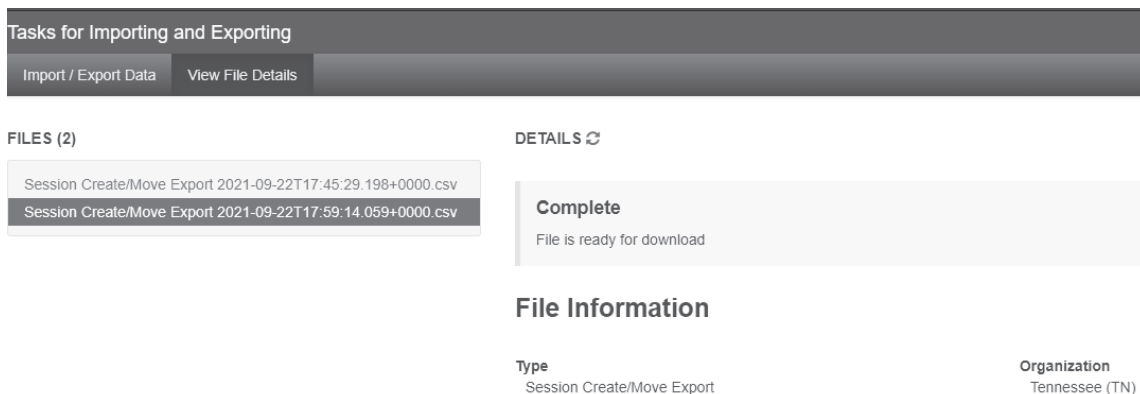 Tasks for Importing and Exporting
Import / Export Data View File Details
FILES (2)
Session Create/Move Export 2021-09-22T17:45:29.198+0000.csv
Session Create/Move Export 2021-09-22T17:59:14.059+0000.csv
DETAILS
Complete
File is ready for download
File Information
Type
Session Create/Move Export
Organization
Tennessee (TN)